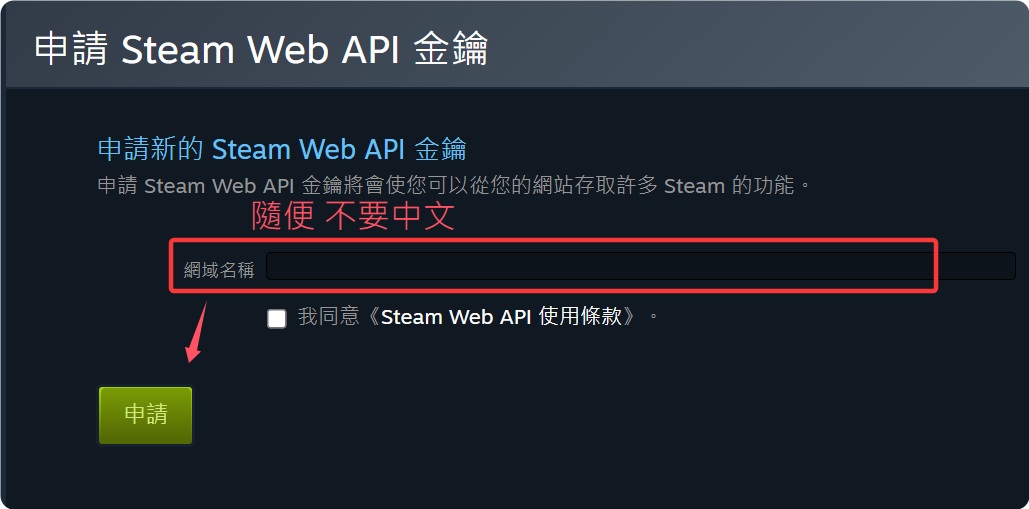 申請 Steam Web API 金鑰
申請新的 Steam Web API 金鑰
申請 Steam Web API 金鑰將會使您可以從您的網站存取許多 Steam 的功能。
隨便 不要中文
網域名稱
我同意《Steam Web API 使用條款》。
申請